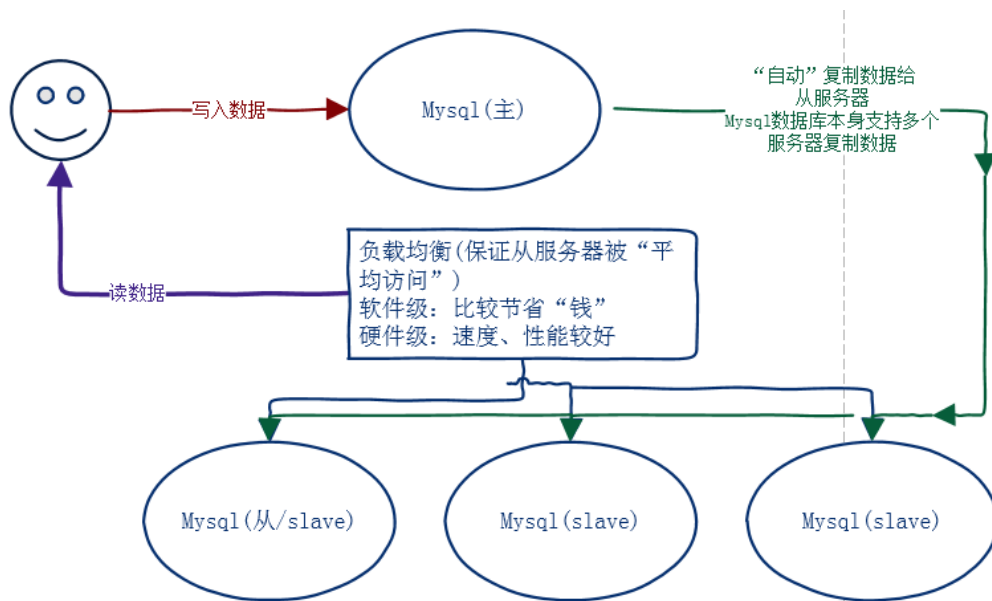 “自动”复制数据给
从服务器
Mysql数据库本身支持多个
服务器复制数据
写入数据
Mysql(主)
负载均衡(保证从服务器被“平
均访问”)
软件级：比较节省“钱”
硬件级：速度、性能较好
读数据
Mysql(从/slave)
Mysql(slave)
Mysql(slave)